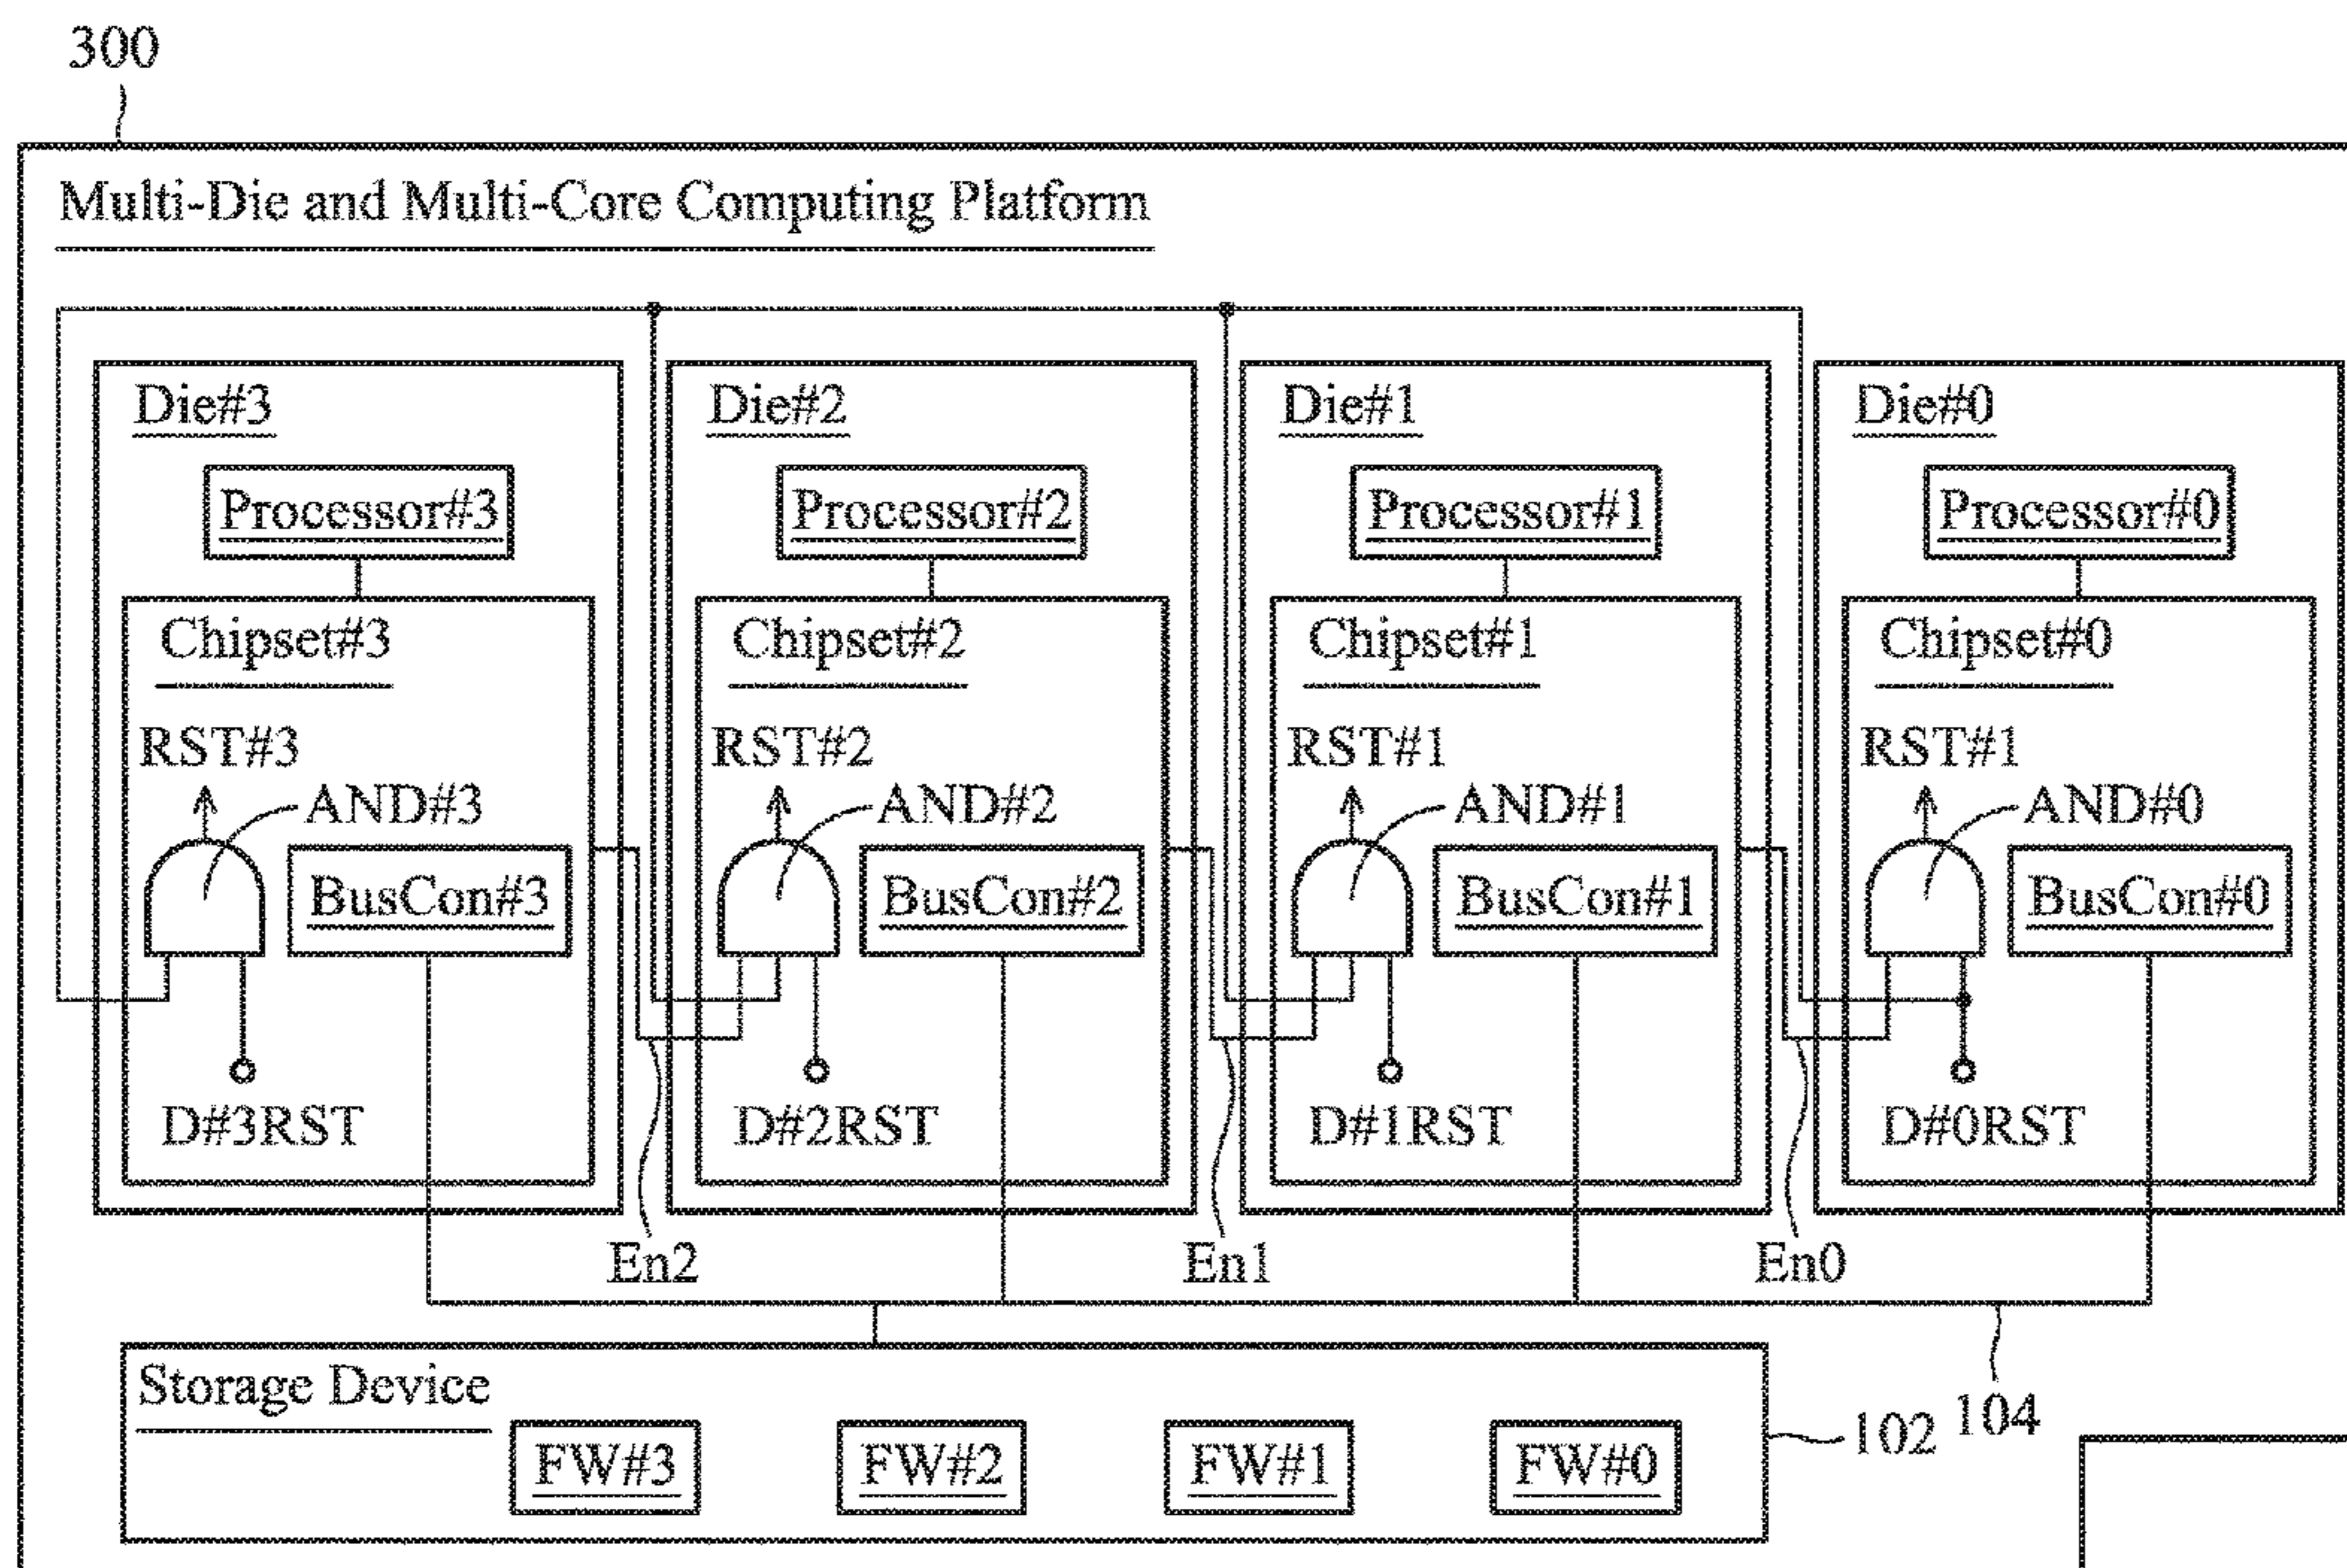 300
Multi-Die and Multi-Core Computing Platform
Die#3 Die#2 Die#1 Die#0
Processor#3 Processor#2 Processor#1 Processor#0
Chipset#3 Chipset#2 Chipset#1 Chipset#0
RST#3 RST#2 RST#1 RST#1
AND#3 AND#2 AND#1 AND#0
BusCon#3 BusCon#2 BusCon#1 BusCon#0
D#3RST D#2RST D#1RST D#0RST
En2 En1 En0
Storage Device
104
102
FW#3 FW#2 FW#1 FW#0